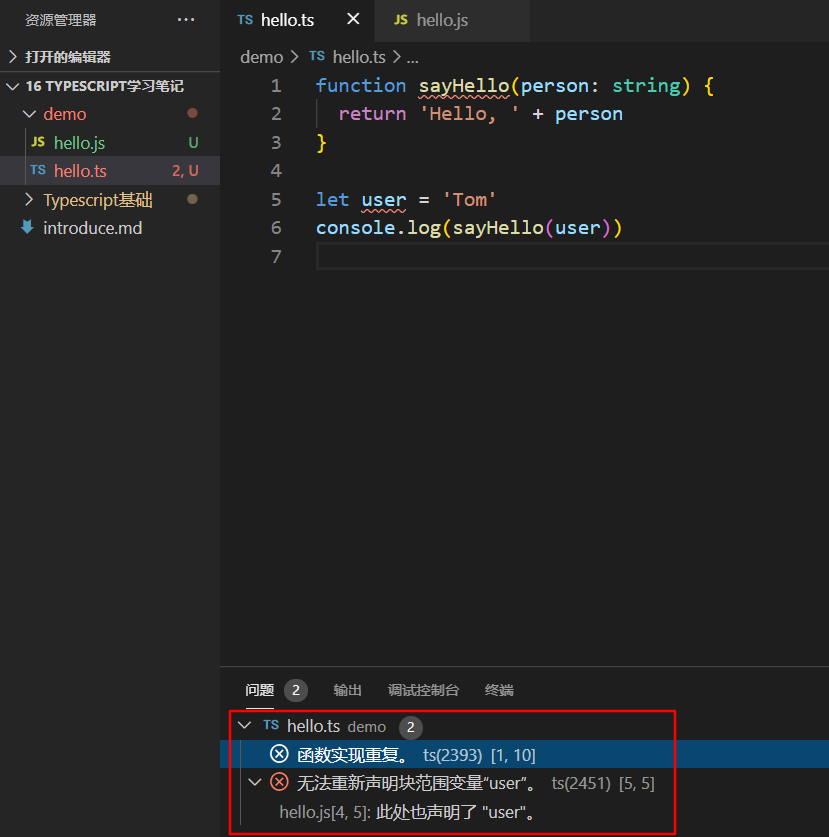 资源管理器 ...
打开的编辑器
16 TYPESCRIPT学习笔记
demo
JS hello.js U
TS hello.ts 2, U
Typescript基础
introduce.md
TS hello.ts JS hello.js
demo > TS hello.ts > ...
1 function sayHello(person: string) {
2 return 'Hello, ' + person
3 }
4
5 let user = 'Tom'
6 console.log(sayHello(user))
7
问题 2 输出 调试控制台 终端
TS hello.ts demo 2
函数实现重复。 ts(2393) [1, 10]
无法重新声明块范围变量“user”。 ts(2451) [5, 5]
hello.js[4, 5]: 此处也声明了 "user"。